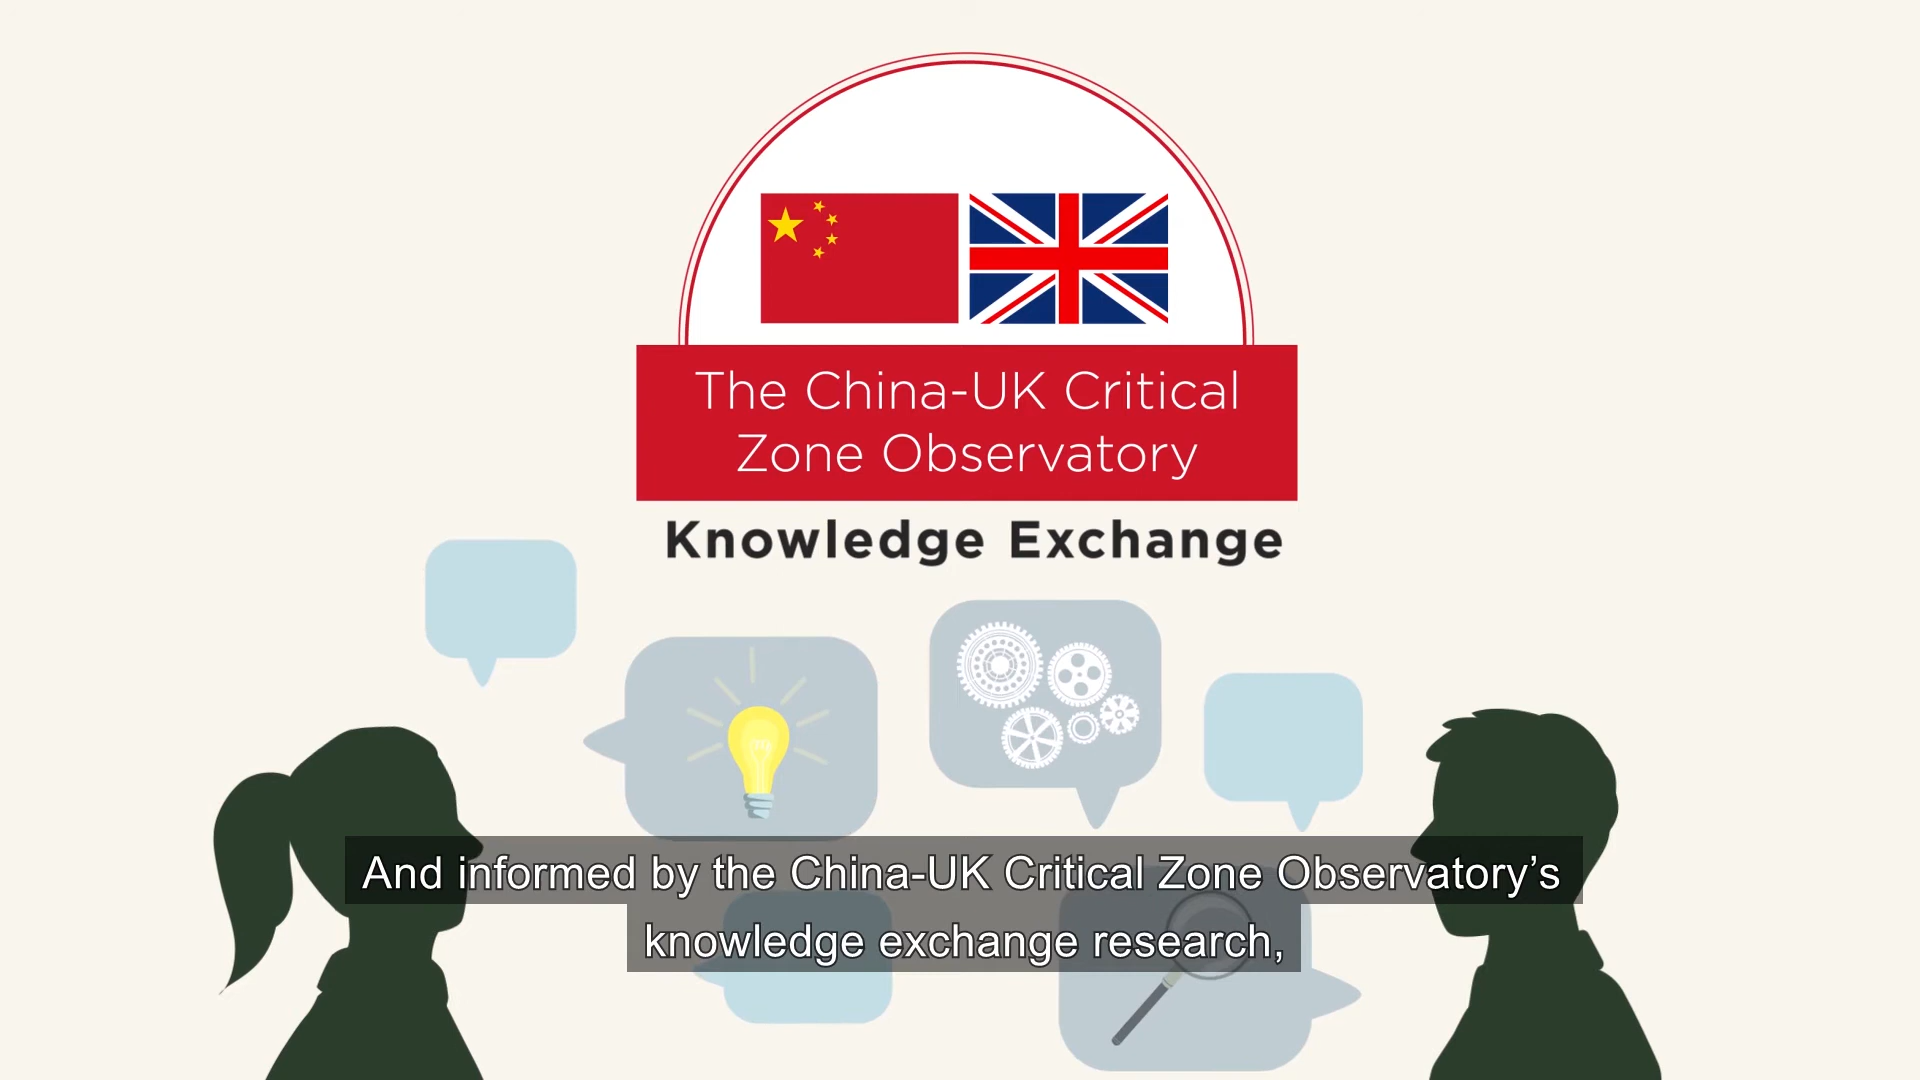 The China-UK Critical
Zone Observatory
Knowledge Exchange
And informed by the China-UK Critical Zone Observatory’s
knowledge exchange research,